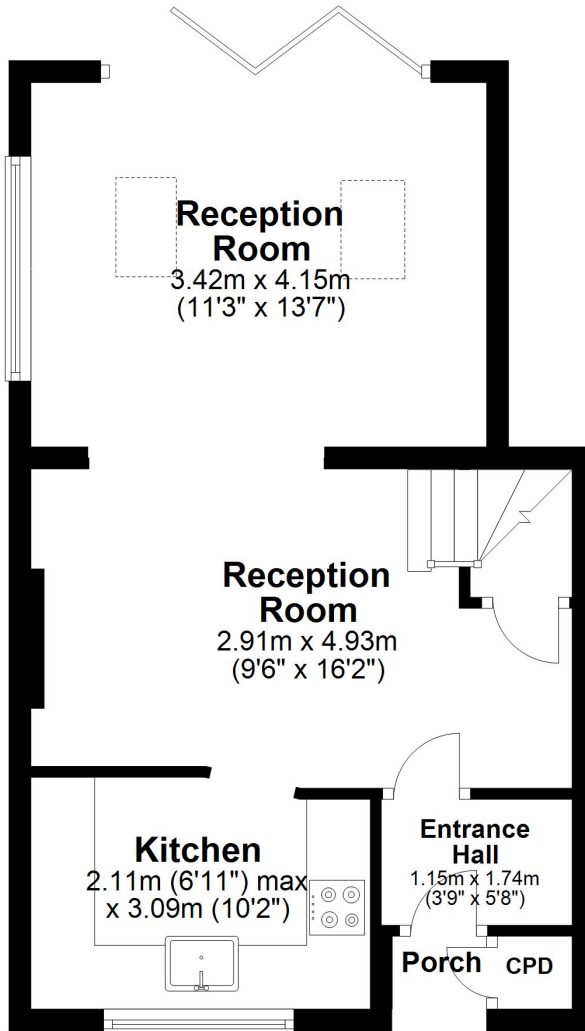 Reception
Room
3.42m x 4.15m
(11'3" x 13'7")
Reception
Room
2.91m x 4.93m
(9'6" x 16'2")
Kitchen
2.11m (6'11") max
x 3.09m (10'2")
Entrance
Hall
1.15m x 1.74m
(3'9" x 5'8")
Porch
CPD